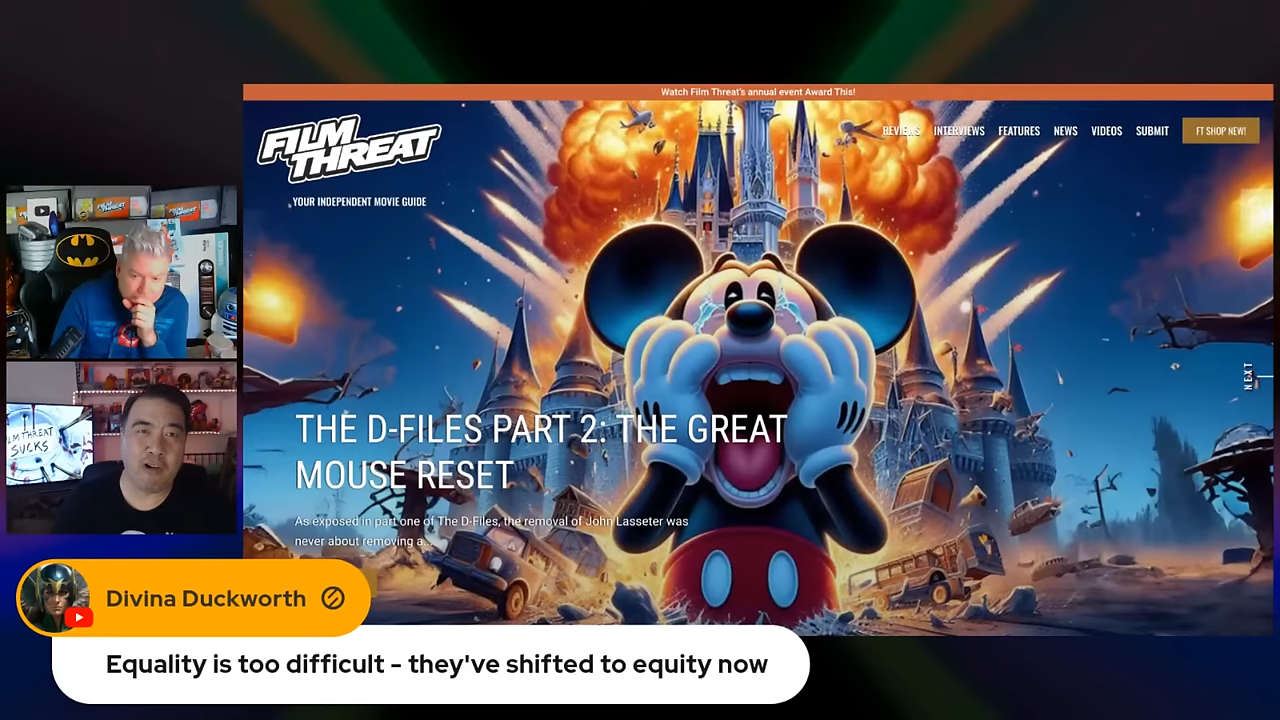 Watch Film Threat's annual event Award This!
FILM
THREAT
REVIEWS
INTERVIEWS
FEATURES
NEWS
VIDEOS
SUBMIT
FT SHOP NEW!
YOUR INDEPENDENT MOVIE GUIDE
NEXT
THE D-FILES PART 2: THE GREAT
MOUSE RESET
As exposed in part one of The D-Files, the removal of John Lasseter was
never about removing a...
THREAT
SUCKS
Divina Duckworth
Equality is too difficult - they've shifted to equity now